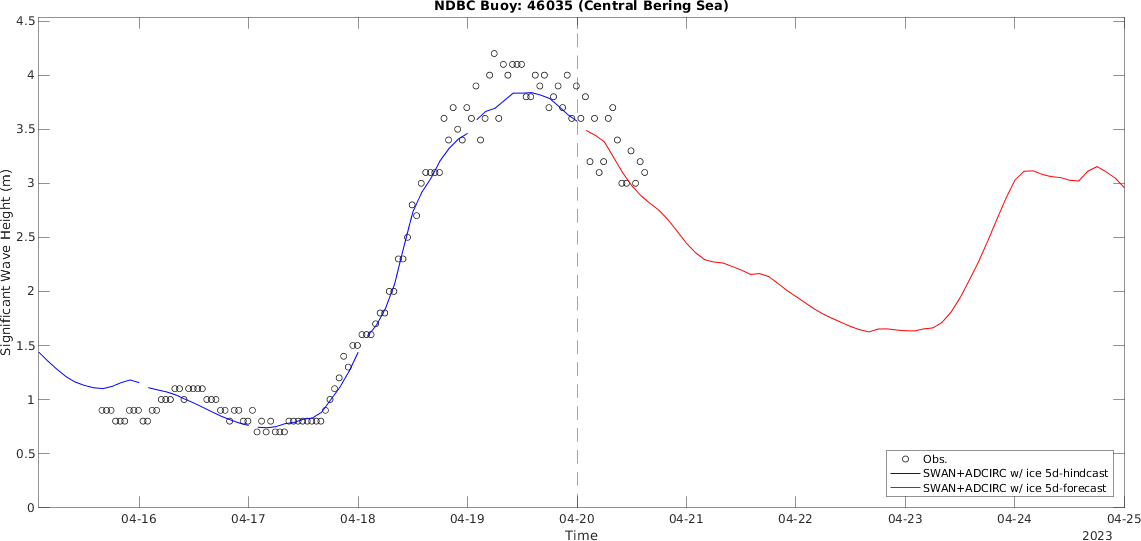 NDBC Buoy: 46035 (Central Bering Sea)
4.5
4
3.5
3
2.5
2
1.5
1
0.5
0
Significant Wave Height (m)
04-16 04-17 04-18 04-19 04-20 04-21 04-22 04-23 04-24 04-25
Time
2023
Obs.
SWAN+ADCIRC w/ ice 5d-hindcast
SWAN+ADCIRC w/ ice 5d-forecast